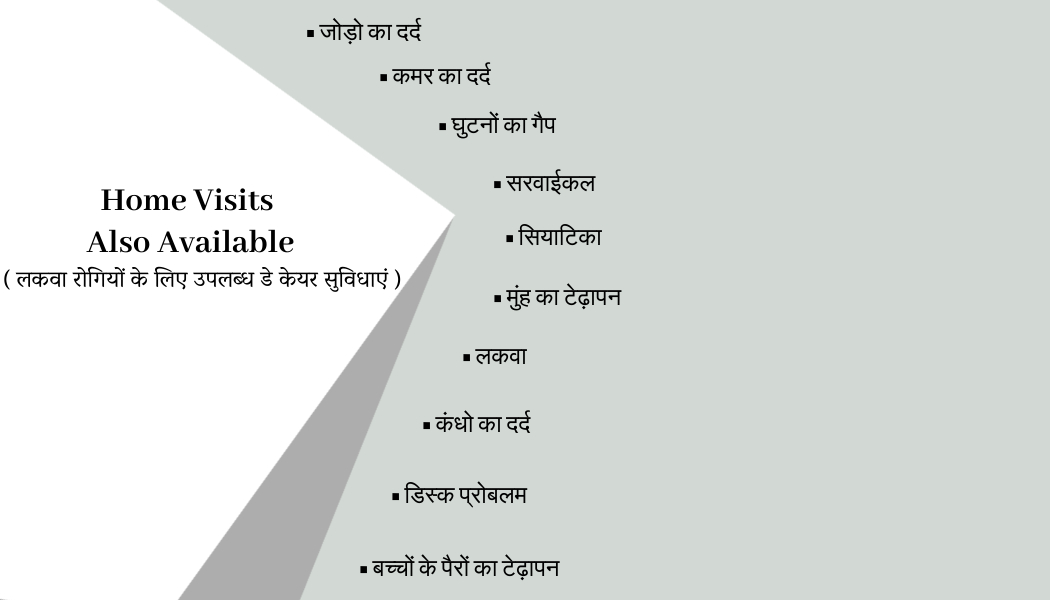 ▪ जोड़ो का दर्द
▪ कमर का दर्द
▪ घुटनों का गैप
▪ सरवाईकल
▪ सियाटिका
▪ मुंह का टेढ़ापन
▪ लकवा
▪ कंधो का दर्द
▪ डिस्क प्रोबलम
▪ बच्चों के पैरों का टेढ़ापन
Home Visits
Also Available
( लकवा रोगियों के लिए उपलब्ध डे केयर सुविधाएं )